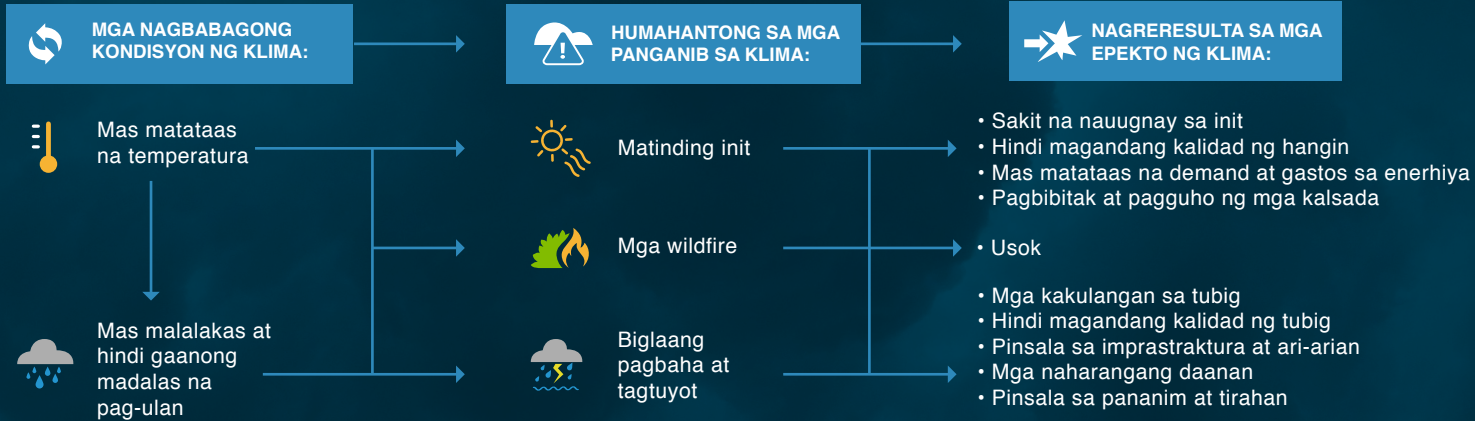 MGA NAGBABAGONG
KONDISYON NG KLIMA:
HUMAHANTONG SA MGA
PANGANIB SA KLIMA:
NAGRERESULTA SA MGA
EPEKTO NG KLIMA:
Mas matataas
na temperatura
Matinding init
• Sakit na nauugnay sa init
• Hindi magandang kalidad ng hangin
• Mas matataas na demand at gastos sa enerhiya
• Pagbibitak at pagguho ng mga kalsada
Mga wildfire
• Usok
Mas malalakas at
hindi gaanong
madalas na
pag-ulan
Biglaang
pagbaha at
tagtuyot
• Mga kakulangan sa tubig
• Hindi magandang kalidad ng tubig
• Pinsala sa imprastraktura at ari-arian
• Mga naharangang daanan
• Pinsala sa pananim at tirahan